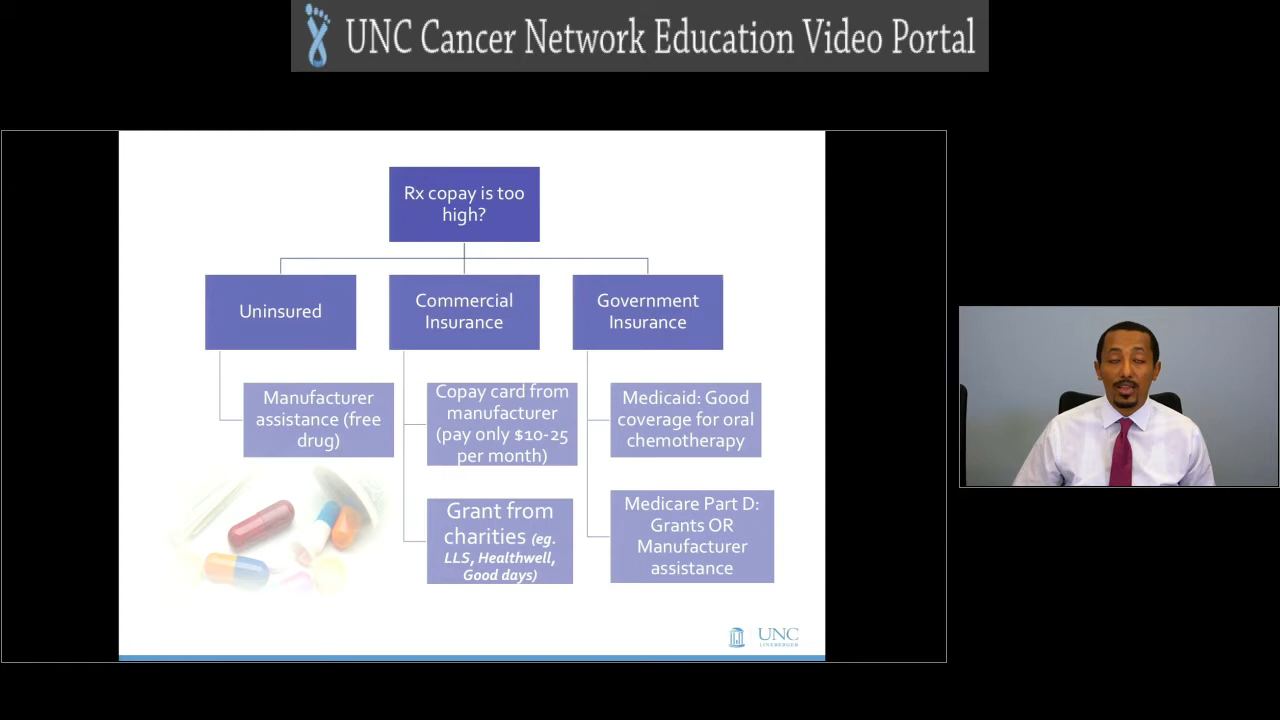 UNC Cancer Network Education Video Portal
Rx copay is too
high?
Uninsured
Commercial
Insurance
Government
Insurance
Manufacturer
assistance (free
drug)
Copay card from
manufacturer
(pay only $10-25
per month)
Medicaid: Good
coverage for oral
chemotherapy
Grant from
charities (eg.
LLS, Healthwell,
Good days)
Medicare Part D:
Grants OR
Manufacturer
assistance
UNC
LINEBERGER